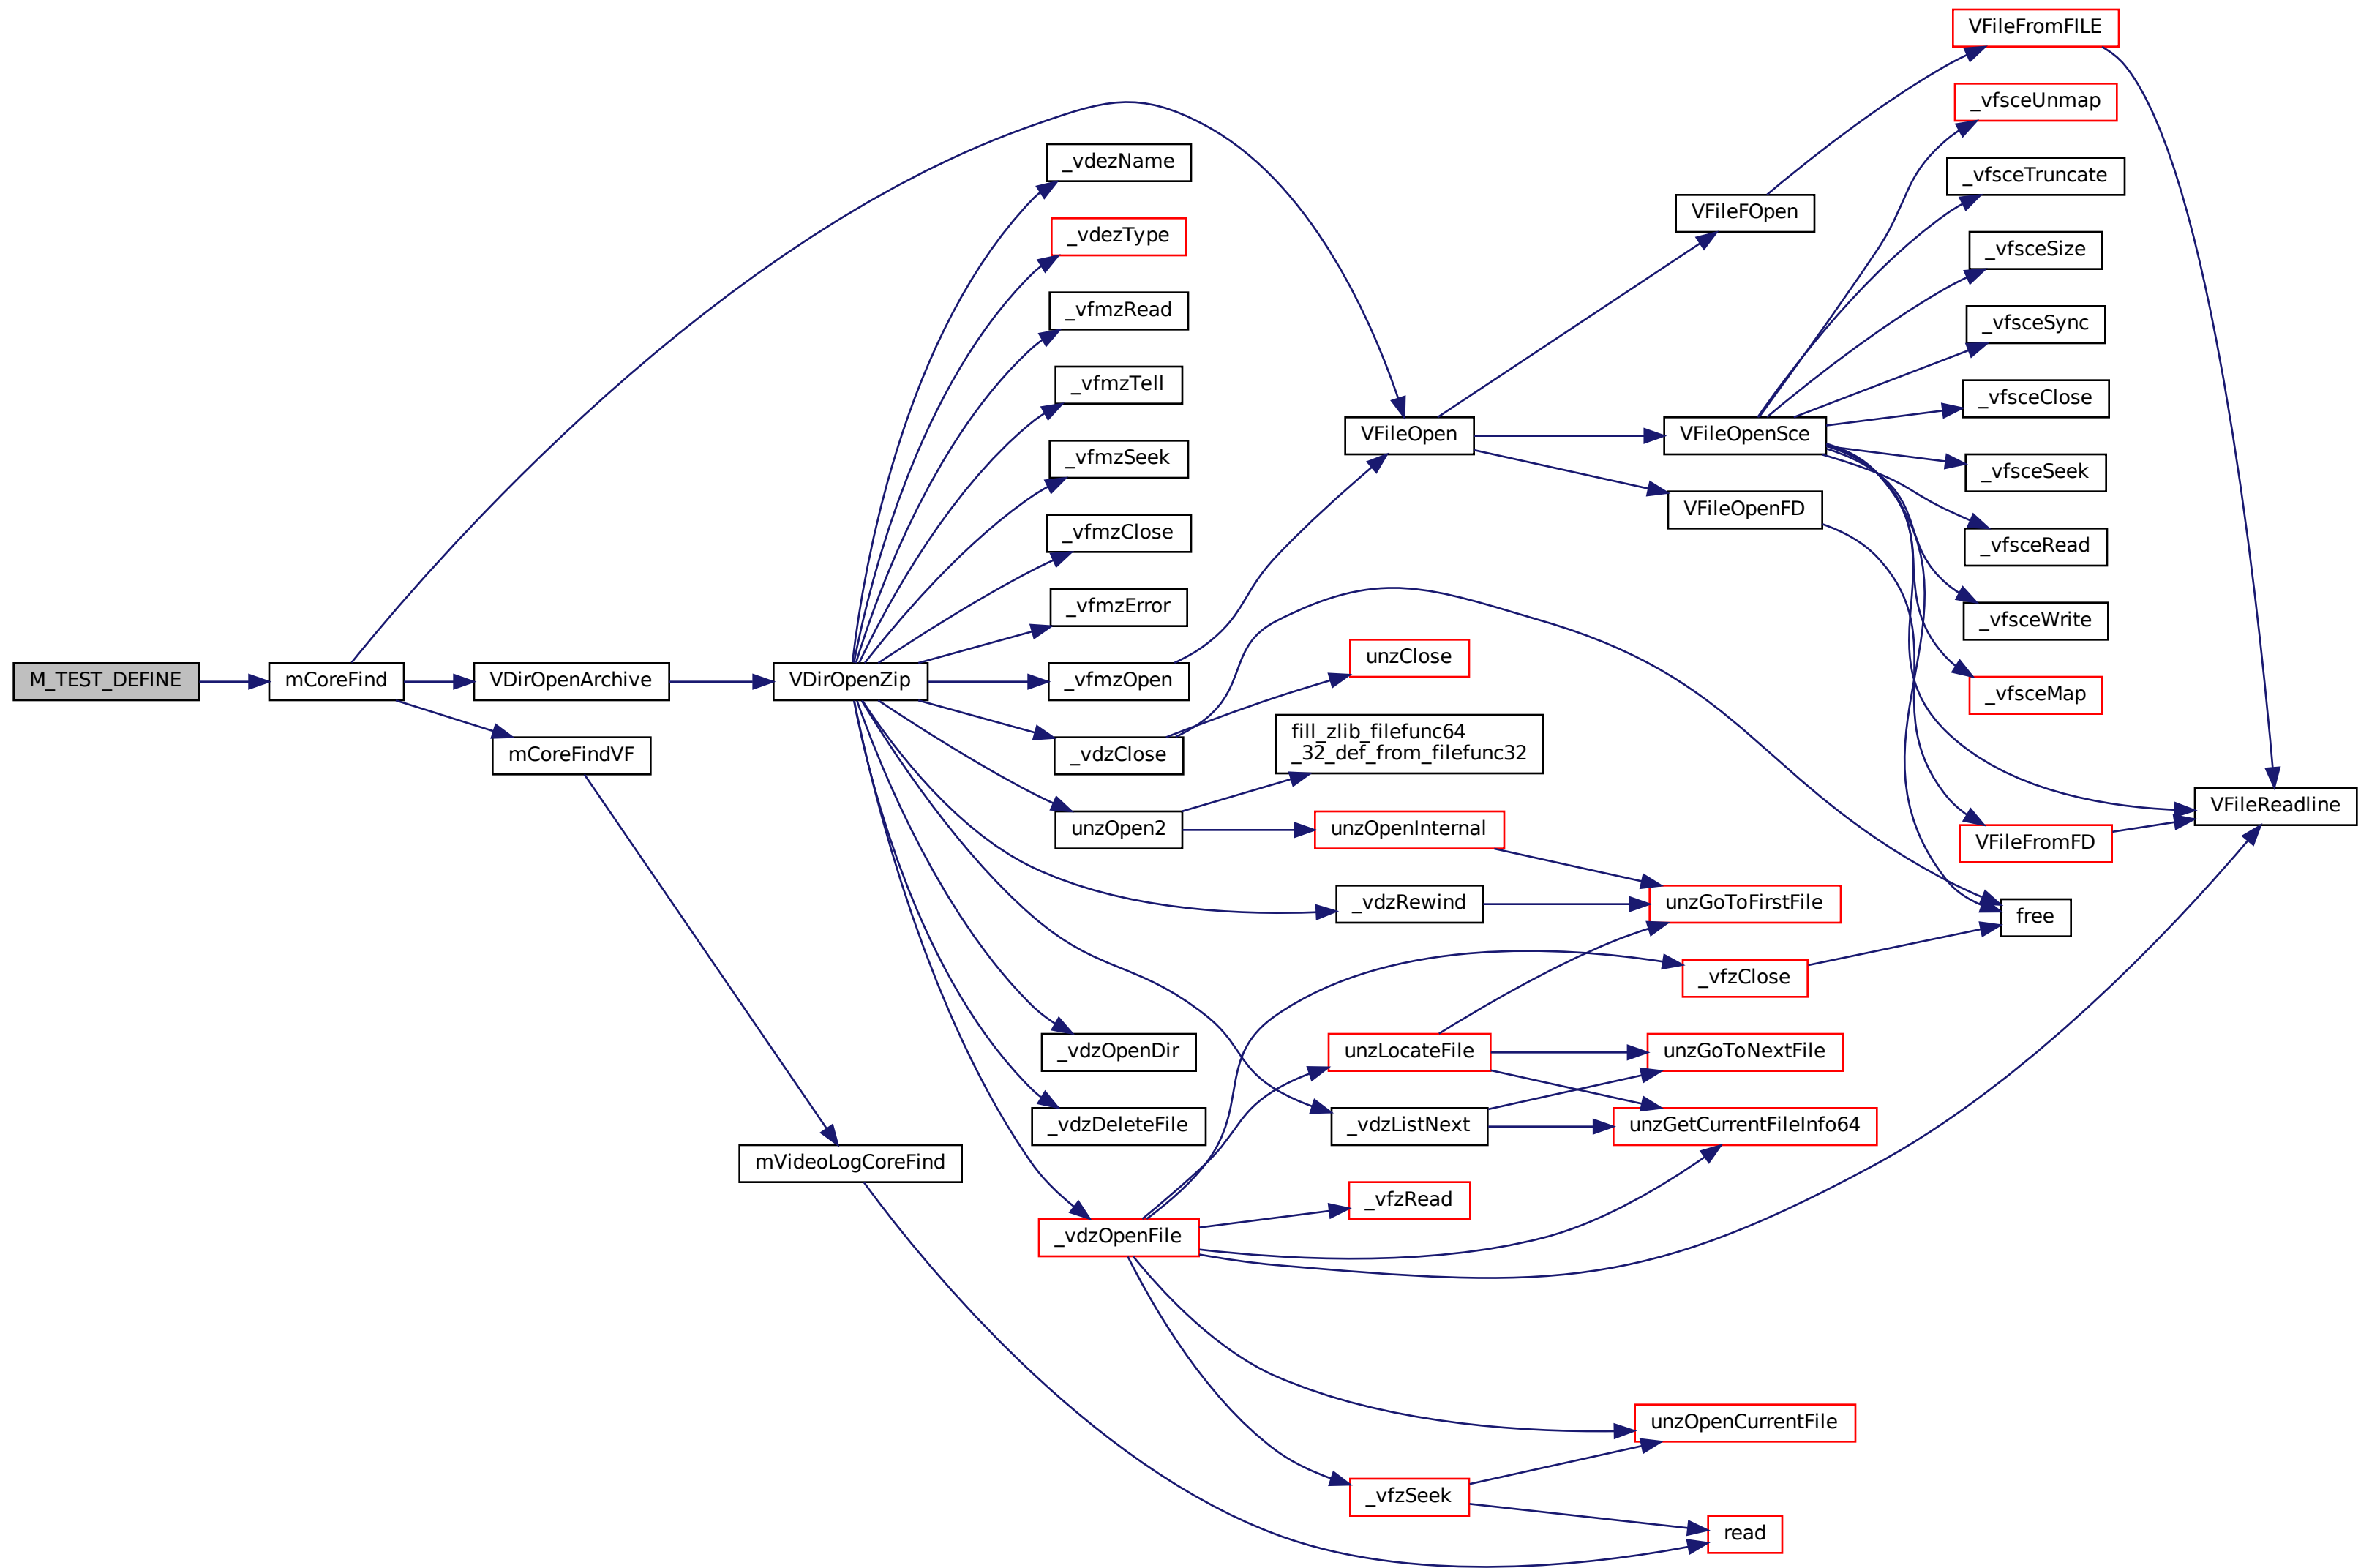 M_TEST_DEFINE
mCoreFind
VDirOpenArchive
mCoreFindVF
VDirOpenZip
mVideoLogCoreFind
_vdezName
_vdezType
_vfmzRead
_vfmzTell
_vfmzSeek
_vfmzClose
_vfmzError
_vfmzOpen
_vdzClose
unzOpen2
_vdzOpenDir
_vdzDeleteFile
_vdzOpenFile
VFileOpen
unzClose
fill_zlib_filefunc64
_32_def_from_filefunc32
unzOpenInternal
_vdzRewind
unzLocateFile
_vdzListNext
_vfzRead
_vfzSeek
VFileFOpen
VFileOpenSce
VFileOpenFD
unzGoToFirstFile
_vfzClose
unzGoToNextFile
unzGetCurrentFileInfo64
unzOpenCurrentFile
read
VFileFromFILE
_vfsceUnmap
_vfsceTruncate
_vfsceSize
_vfsceSync
_vfsceClose
_vfsceSeek
_vfsceRead
_vfsceWrite
_vfsceMap
VFileFromFD
free
VFileReadline